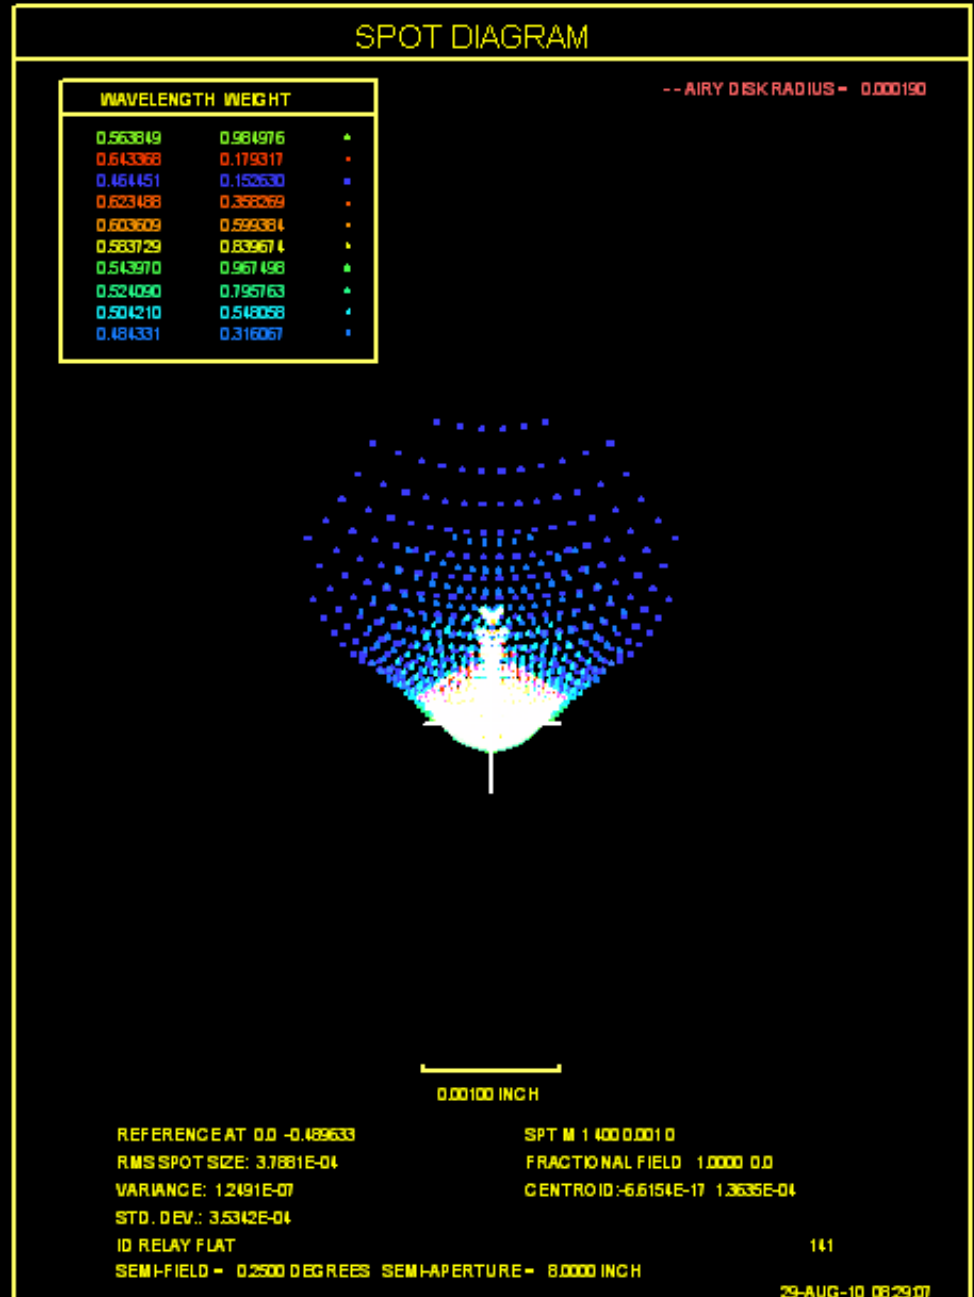 SPOT DIAGRAM
--AIRY DISK RADIUS = 0.000190
WAVELENGTH WEIGHT
0.563849 0.984976
0.643368 0.179317
0.464451 0.152630
0.623488 0.358269
0.603609 0.599384
0.583729 0.839674
0.543970 0.967498
0.524090 0.795763
0.504210 0.548058
0.484331 0.316067
0.00100 INCH
REFERENCE AT 0.0 -0.489633 SPT M 1 400 0.001 0
RMS SPOT SIZE: 3.7881E-04 FRACTIONAL FIELD 1.0000 0.0
VARIANCE: 1.2491E-07 CENTROID:-6.6154E-17 1.3635E-04
STD. DEV.: 3.5342E-04
ID RELAY FLAT 141
SEMI-FIELD = 0.2500 DEGREES SEMI-APERTURE = 8.0000 INCH
29-AUG-10 08:29:07